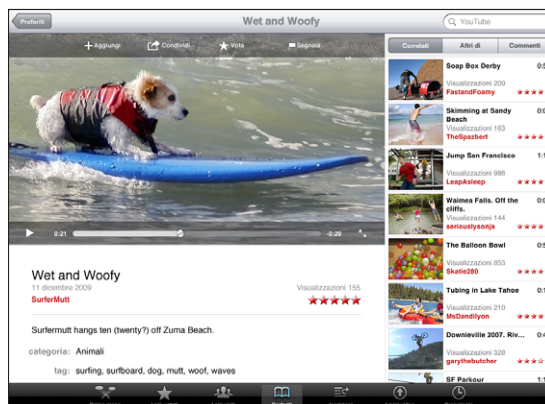 Preferiti
Wet and Woofy
YouTube
Aggiungi
Condividi
Vota
Segnala
0:21
-0:29
Wet and Woofy
11 dicembre 2009
Visualizzazioni 155
SurferMutt
Surfermutt hangs ten (twenty?) off Zuma Beach.
categoria: Animali
tag: surfing, surfboard, dog, mutt, woof, waves
Correlati
Altri di
Commenti
Soap Box Derby
Visualizzazioni 209
FastandFoamy
Skimming at Sandy
Beach
Visualizzazioni 163
TheSpazbert
Jump San Francisco
Visualizzazioni 988
LeapAsleep
Waimea Falls. Off the
cliffs.
Visualizzazioni 144
seriouslysonja
The Balloon Bowl
Visualizzazioni 853
Skatie280
Tubing in Lake Tahoe
Visualizzazioni 210
MsDandilyon
Downieville 2007. Riv...
Visualizzazioni 328
garythebutcher
SF Parkour